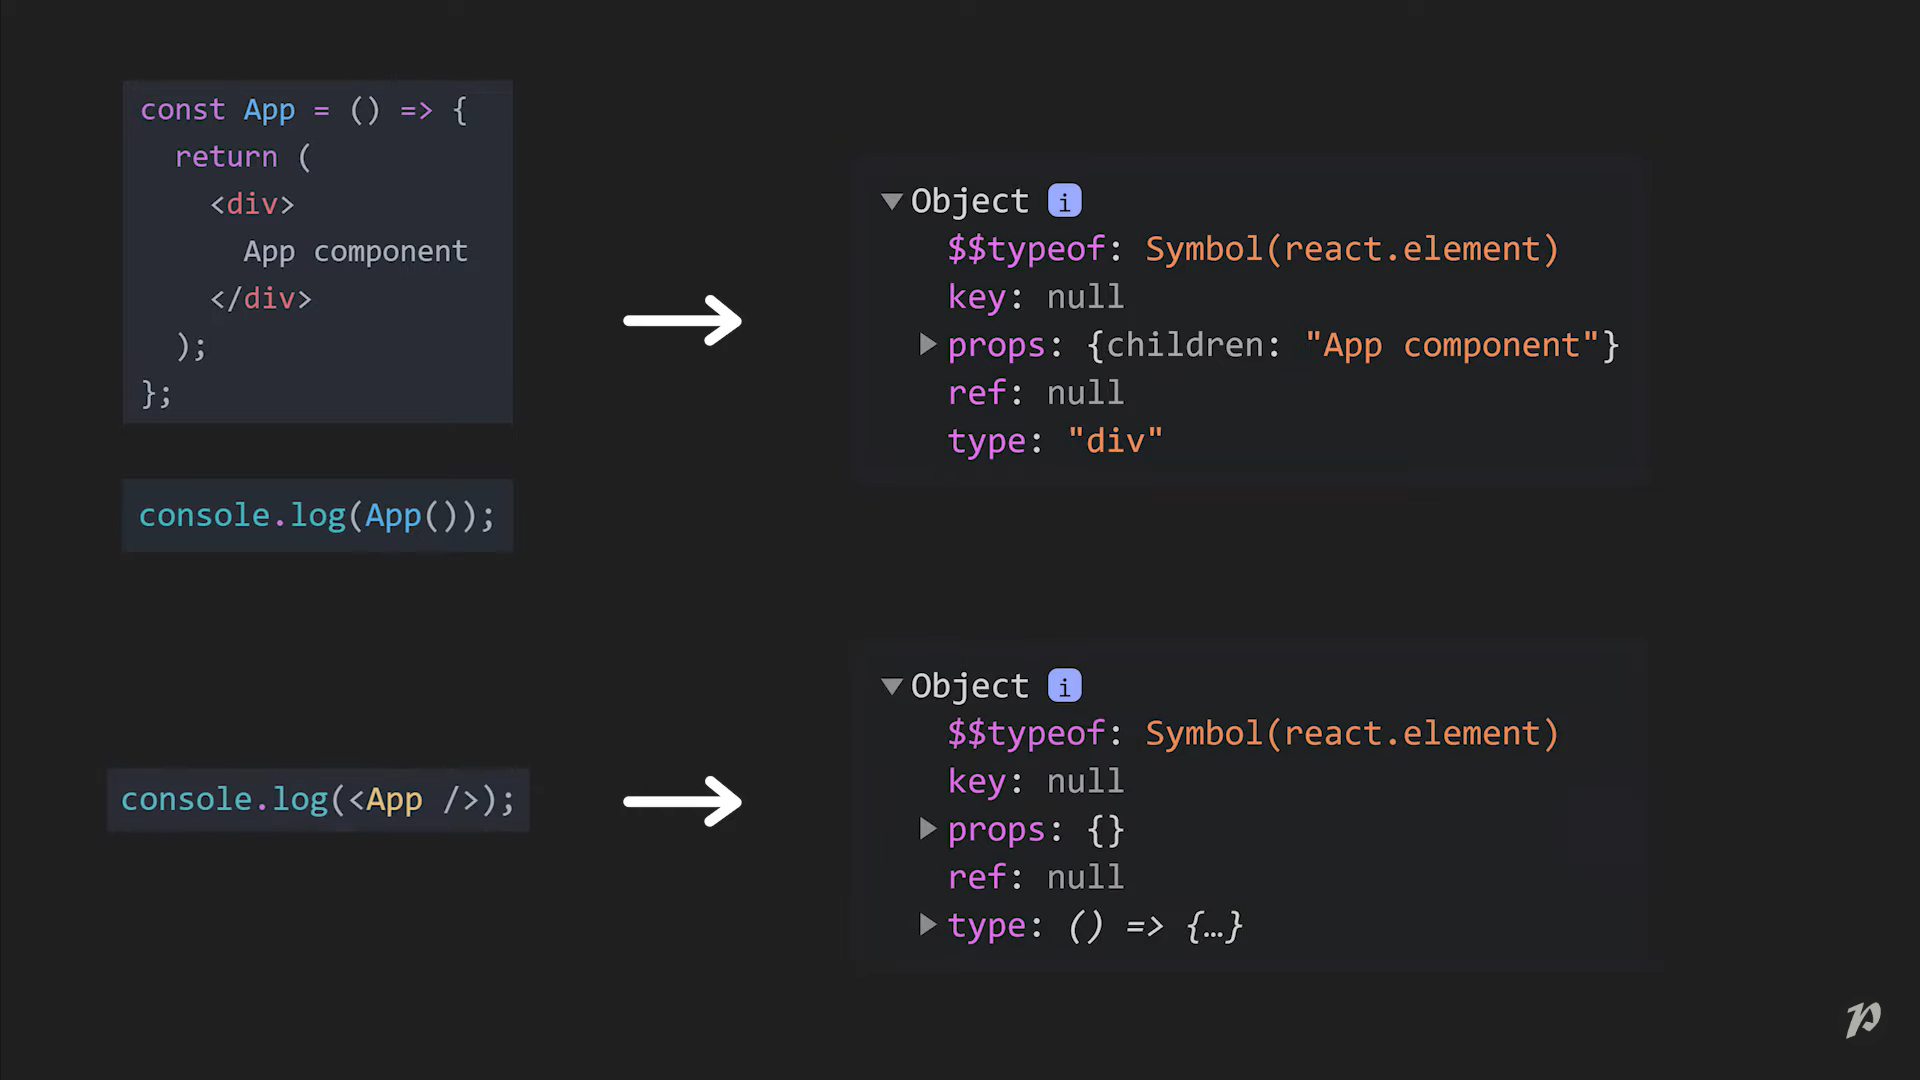 const App = () => {
return (
<div>
App component
</div>
);
};
console.log(App());
Object i
$$typeof: Symbol(react.element)
key: null
props: {children: "App component"}
ref: null
type: "div"
console.log(<App />);
Object i
$$typeof: Symbol(react.element)
key: null
props: {}
ref: null
type: () => {…}
p